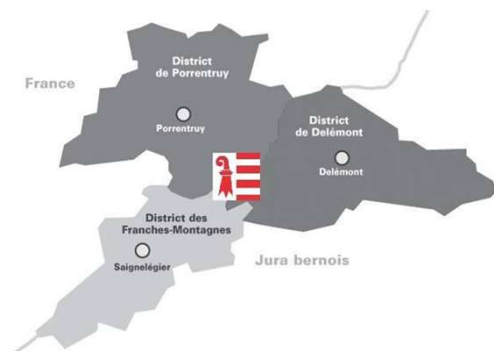 District
de Porrentruy
France
Porrentruy
District
de Delémont
Delémont
District des
Franches-Montagnes
Saignelégier
Jura bernois